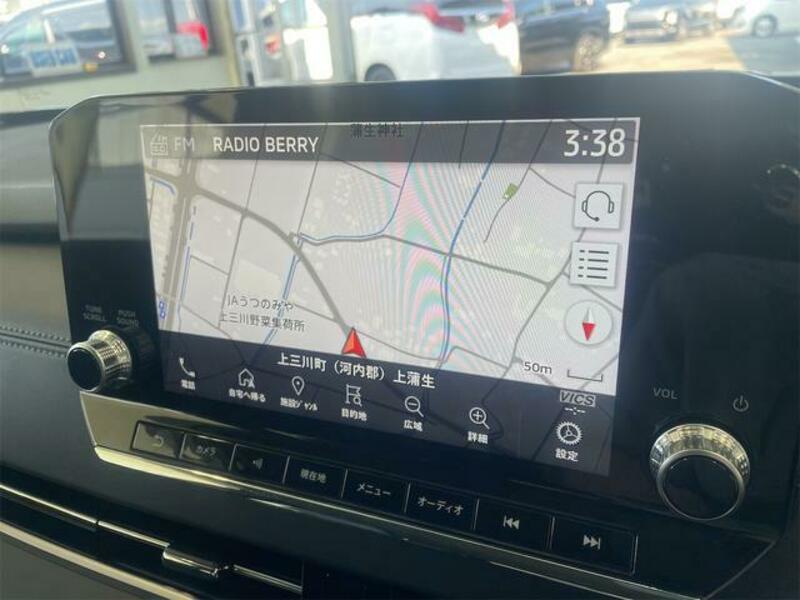 FM RADIO BERRY 蒲生神社 3:38
JAうつのみや
上三川野菜集荷所
50m
上三川町（河内郡）上蒲生
VICS
-:--
電話 自宅へ帰る 施設ｼﾞｬﾝﾙ 目的地 広域 詳細 設定
TUNE
SCROLL
PUSH
SOUND
VOL
カメラ 現在地 メニュー オーディオ